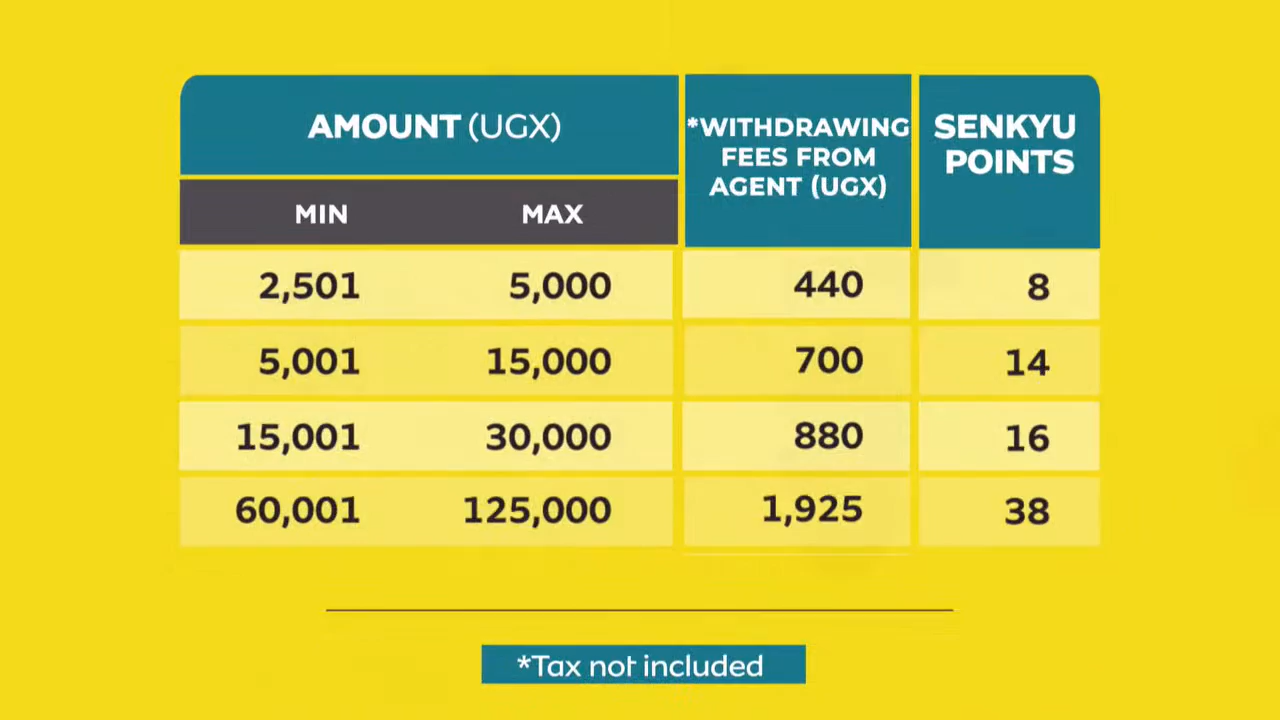 AMOUNT (UGX)
*WITHDRAWING
FEES FROM
AGENT (UGX)
SENKYU
POINTS
MIN MAX
2,501 5,000 440 8
5,001 15,000 700 14
15,001 30,000 880 16
60,001 125,000 1,925 38
*Tax not included